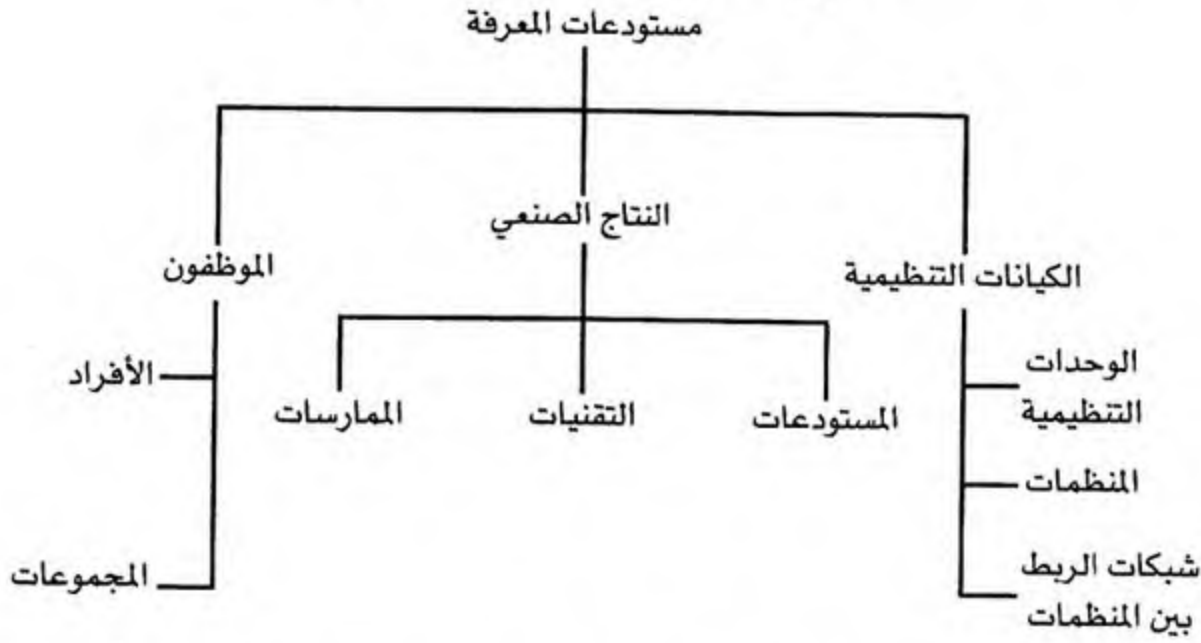 مستودعات المعرفة
النتاج الصنعي
الكيانات التنظيمية
الموظفون
الوحدات
التنظيمية
المنظمات
شبكات الربط
بين المنظمات
المستودعات
التقنيات
الممارسات
الأفراد
المجموعات